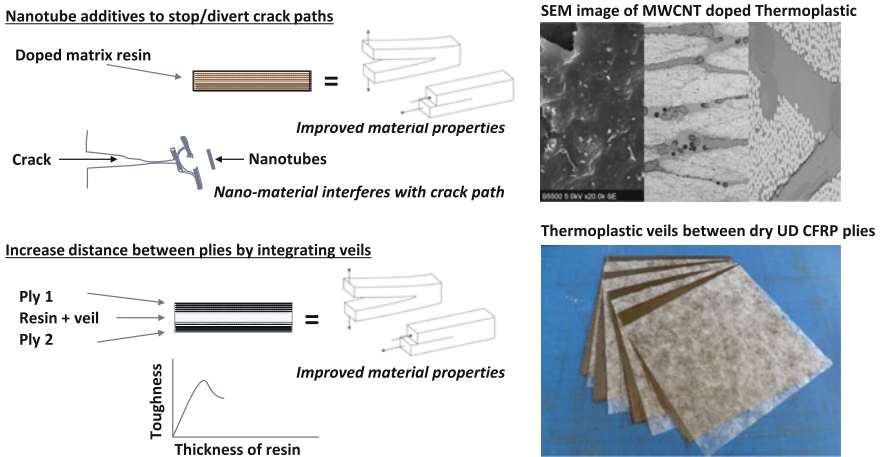 Nanotube additives to stop/divert crack paths
Doped matrix resin
=
Improved material properties
Crack
Nanotubes
Nano-material interferes with crack path
SEM image of MWCNT doped Thermoplastic
S5500 5.0kV x20.0k SE
Increase distance between plies by integrating veils
Ply 1
Resin + veil
Ply 2
=
Improved material properties
Toughness
Thickness of resin
Thermoplastic veils between dry UD CFRP plies